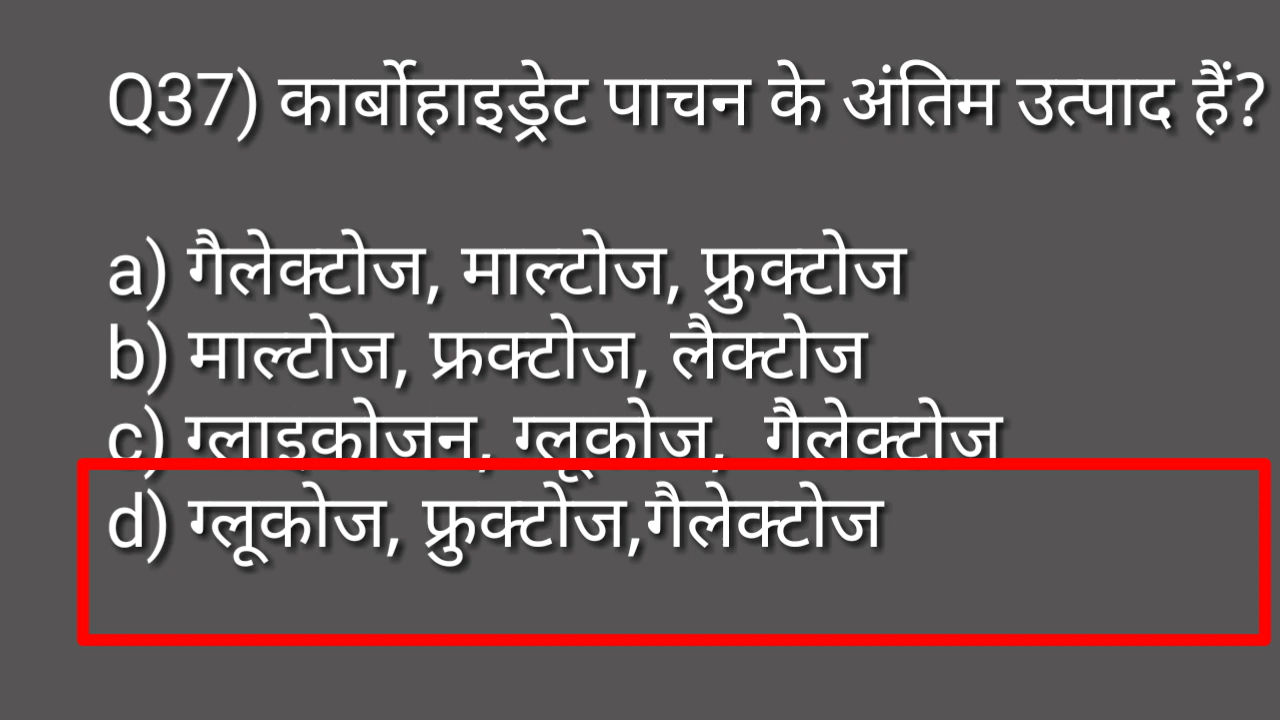 Q37) कार्बोहाइड्रेट पाचन के अंतिम उत्पाद हैं?
a) गैलेक्टोज, माल्टोज, फ्रुक्टोज
b) माल्टोज, फ्रक्टोज, लैक्टोज
c) ग्लाइकोजन, ग्लूकोज, गैलेक्टोज
d) ग्लूकोज, फ्रुक्टोज,गैलेक्टोज